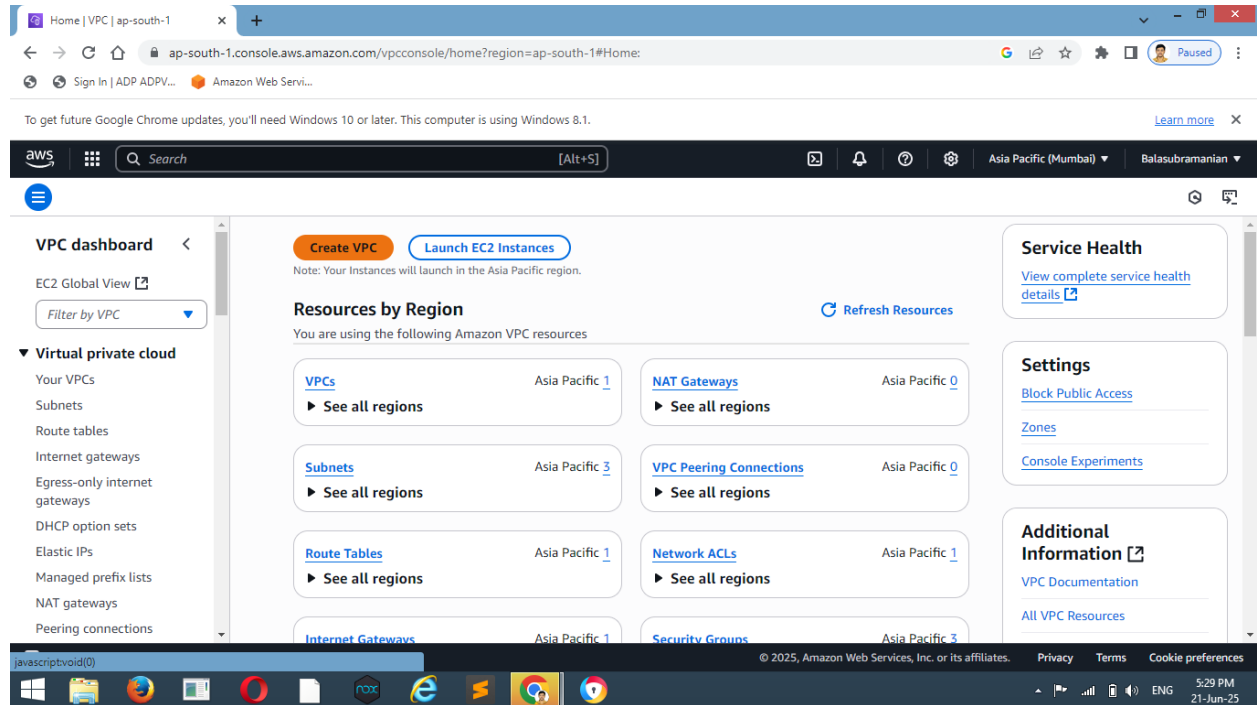 Home | VPC | ap-south-1
ap-south-1.console.aws.amazon.com/vpcconsole/home?region=ap-south-1#Home:
Paused
Sign In | ADP ADPV... Amazon Web Servi...
To get future Google Chrome updates, you'll need Windows 10 or later. This computer is using Windows 8.1. Learn more
aws Search [Alt+S] Asia Pacific (Mumbai) Balasubramanian
VPC dashboard
EC2 Global View
Filter by VPC
Virtual private cloud
Your VPCs
Subnets
Route tables
Internet gateways
Egress-only internet
gateways
DHCP option sets
Elastic IPs
Managed prefix lists
NAT gateways
Peering connections
Create VPC Launch EC2 Instances
Note: Your Instances will launch in the Asia Pacific region.
Resources by Region Refresh Resources
You are using the following Amazon VPC resources
VPCs Asia Pacific 1
See all regions
NAT Gateways Asia Pacific 0
See all regions
Subnets Asia Pacific 3
See all regions
VPC Peering Connections Asia Pacific 0
See all regions
Route Tables Asia Pacific 1
See all regions
Network ACLs Asia Pacific 1
See all regions
Internet Gateways Asia Pacific 1
Security Groups Asia Pacific 3
Service Health
View complete service health
details
Settings
Block Public Access
Zones
Console Experiments
Additional
Information
VPC Documentation
All VPC Resources
javascript:void(0)
© 2025, Amazon Web Services, Inc. or its affiliates. Privacy Terms Cookie preferences
nox
ENG
5:29 PM
21-Jun-25